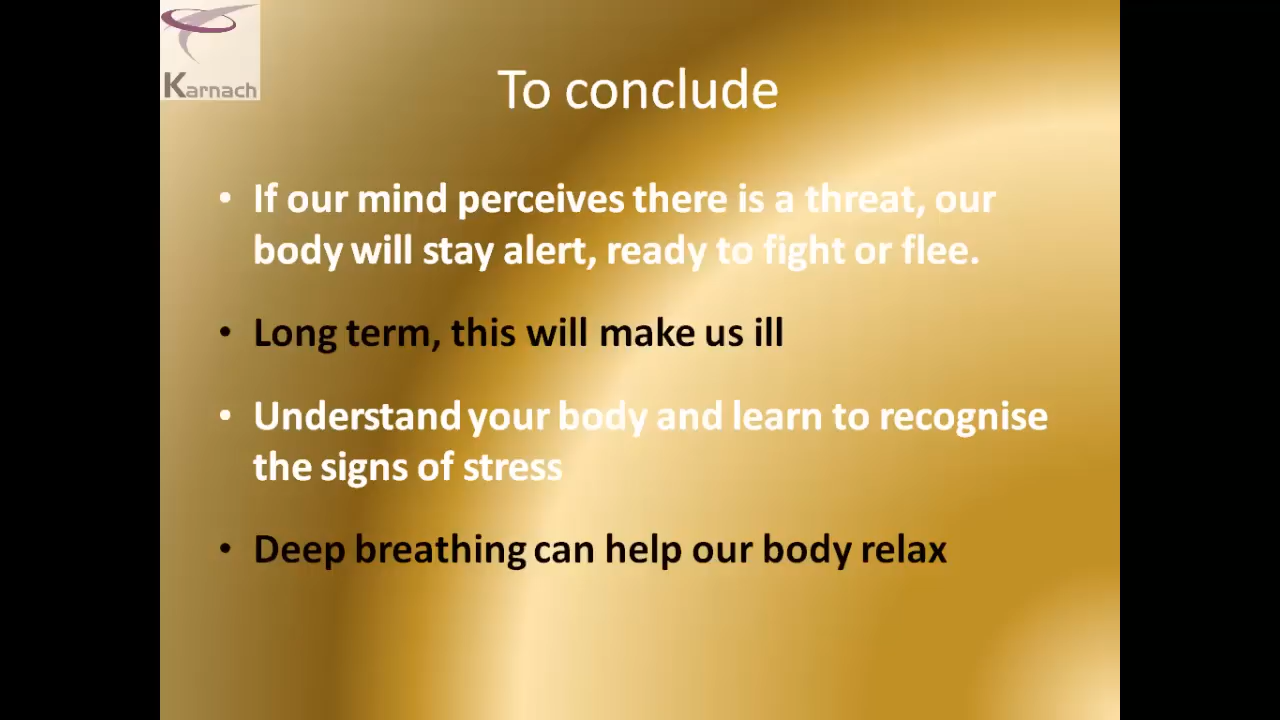 Karnach
To conclude
• If our mind perceives there is a threat, our
body will stay alert, ready to fight or flee.
• Long term, this will make us ill
• Understand your body and learn to recognise
the signs of stress
• Deep breathing can help our body relax